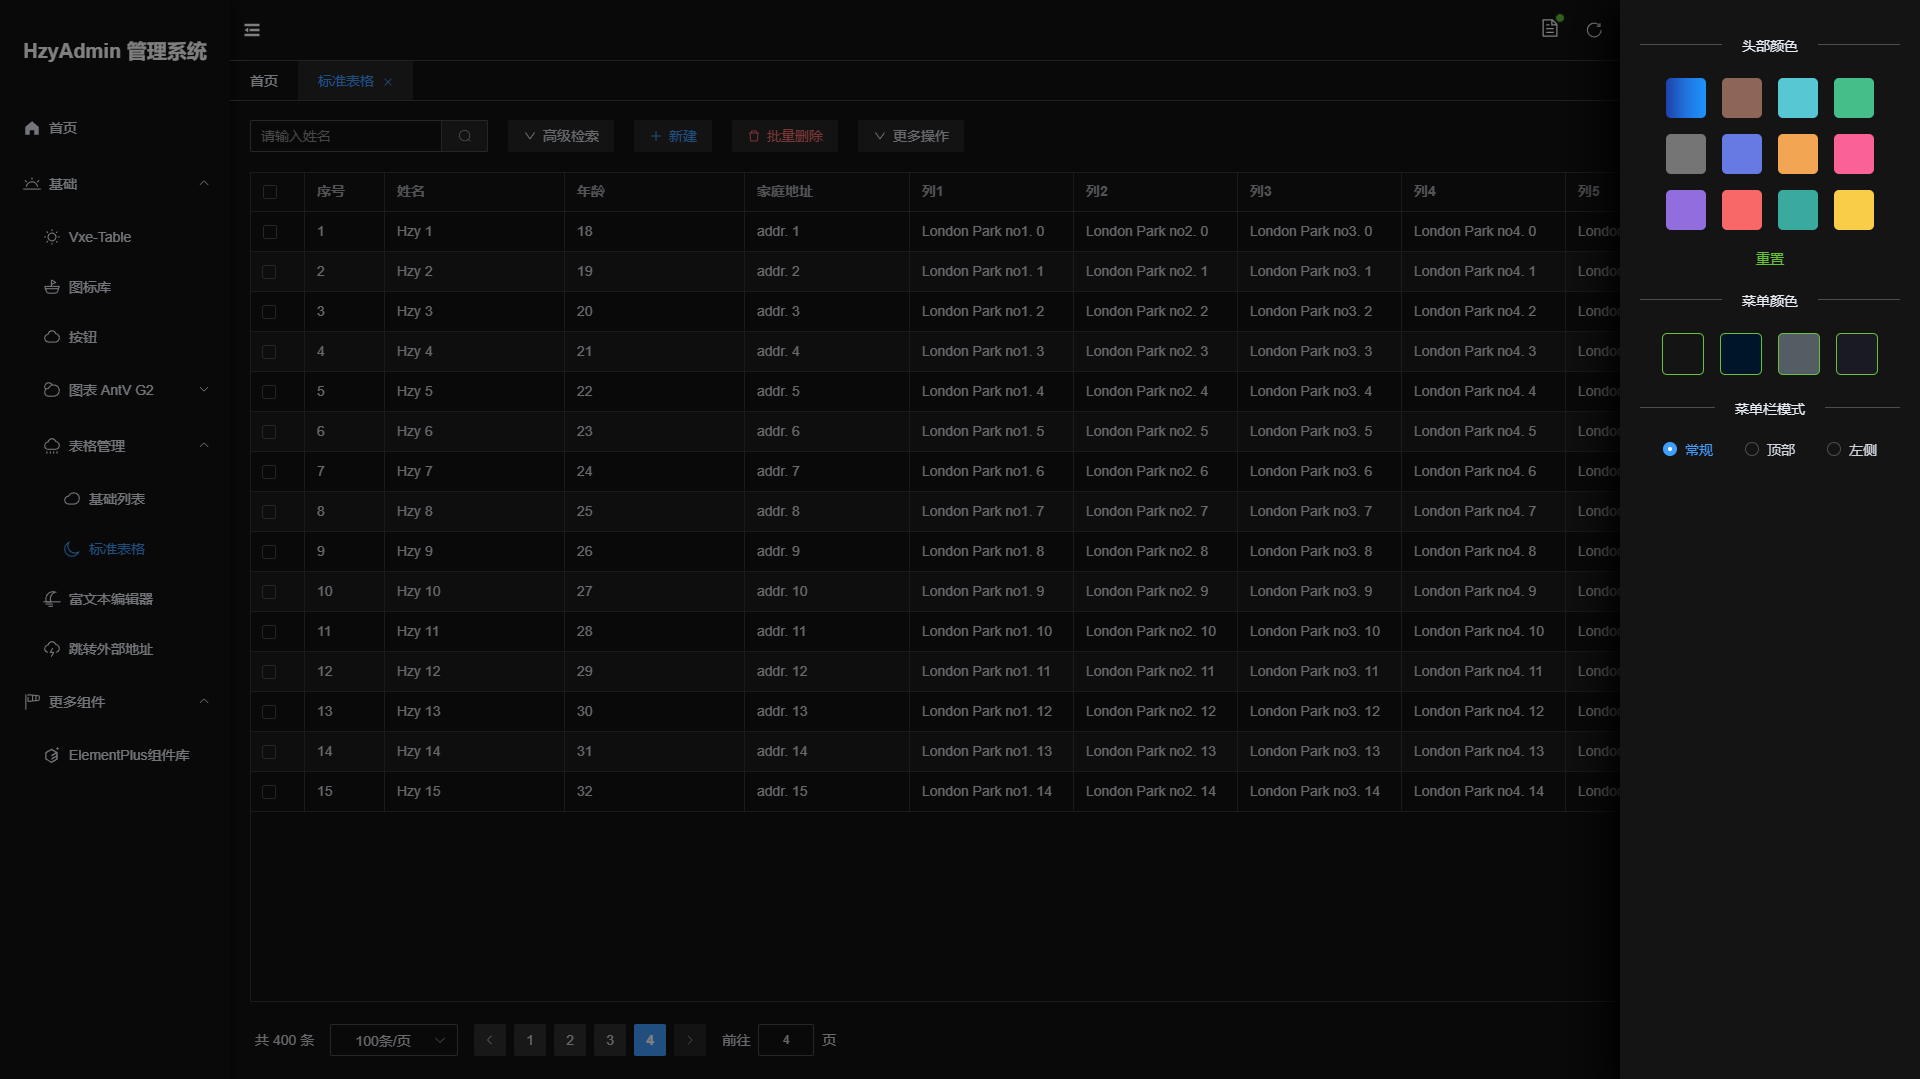 HzyAdmin 管理系统
首页
基础
Vxe-Table
图标库
按钮
图表 AntV G2
表格管理
基础列表
标准表格
富文本编辑器
跳转外部地址
更多组件
ElementPlus组件库
首页 标准表格
请输入姓名 高级检索 新建 批量删除 更多操作
序号 姓名 年龄 家庭地址 列1 列2 列3 列4 列5
1 Hzy 1 18 addr. 1 London Park no1. 0 London Park no2. 0 London Park no3. 0 London Park no4. 0 Londo
2 Hzy 2 19 addr. 2 London Park no1. 1 London Park no2. 1 London Park no3. 1 London Park no4. 1 Londo
3 Hzy 3 20 addr. 3 London Park no1. 2 London Park no2. 2 London Park no3. 2 London Park no4. 2 Londo
4 Hzy 4 21 addr. 4 London Park no1. 3 London Park no2. 3 London Park no3. 3 London Park no4. 3 Londo
5 Hzy 5 22 addr. 5 London Park no1. 4 London Park no2. 4 London Park no3. 4 London Park no4. 4 Londo
6 Hzy 6 23 addr. 6 London Park no1. 5 London Park no2. 5 London Park no3. 5 London Park no4. 5 Londo
7 Hzy 7 24 addr. 7 London Park no1. 6 London Park no2. 6 London Park no3. 6 London Park no4. 6 Londo
8 Hzy 8 25 addr. 8 London Park no1. 7 London Park no2. 7 London Park no3. 7 London Park no4. 7 Londo
9 Hzy 9 26 addr. 9 London Park no1. 8 London Park no2. 8 London Park no3. 8 London Park no4. 8 Londo
10 Hzy 10 27 addr. 10 London Park no1. 9 London Park no2. 9 London Park no3. 9 London Park no4. 9 Londo
11 Hzy 11 28 addr. 11 London Park no1. 10 London Park no2. 10 London Park no3. 10 London Park no4. 10 Londo
12 Hzy 12 29 addr. 12 London Park no1. 11 London Park no2. 11 London Park no3. 11 London Park no4. 11 Londo
13 Hzy 13 30 addr. 13 London Park no1. 12 London Park no2. 12 London Park no3. 12 London Park no4. 12 Londo
14 Hzy 14 31 addr. 14 London Park no1. 13 London Park no2. 13 London Park no3. 13 London Park no4. 13 Londo
15 Hzy 15 32 addr. 15 London Park no1. 14 London Park no2. 14 London Park no3. 14 London Park no4. 14 Londo
共 400 条 100条/页 1 2 3 4 前往 4 页
头部颜色
重置
菜单颜色
菜单栏模式
常规 顶部 左侧